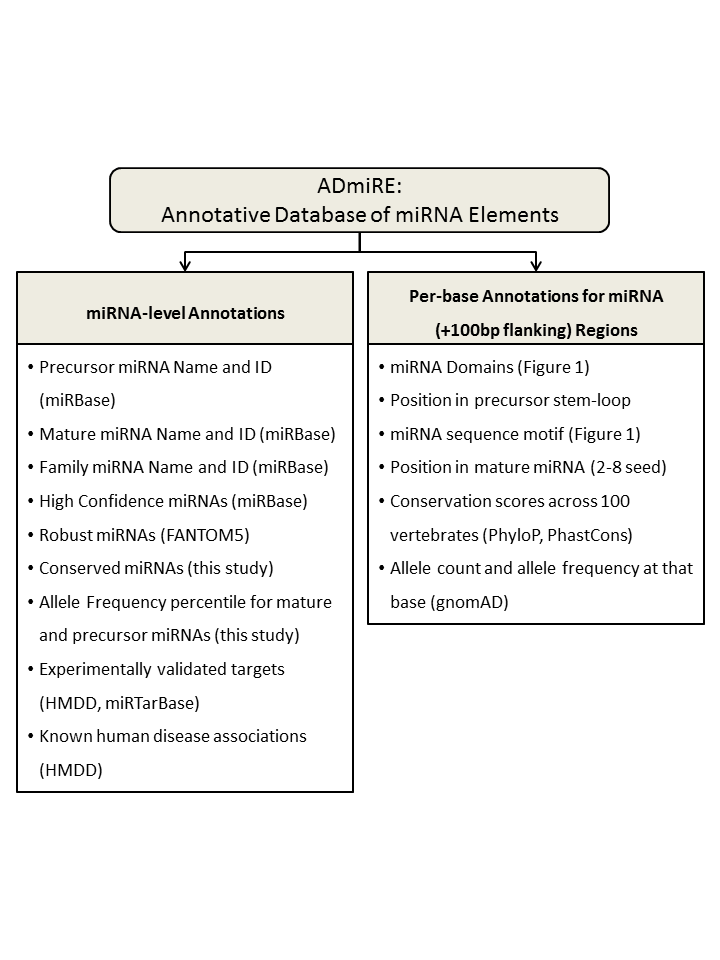 ADmiRE:
Annotative Database of miRNA Elements
miRNA-level Annotations
• Precursor miRNA Name and ID
(miRBase)
• Mature miRNA Name and ID (miRBase)
• Family miRNA Name and ID (miRBase)
• High Confidence miRNAs (miRBase)
• Robust miRNAs (FANTOM5)
• Conserved miRNAs (this study)
• Allele Frequency percentile for mature
and precursor miRNAs (this study)
• Experimentally validated targets
(HMDD, miRTarBase)
• Known human disease associations
(HMDD)
Per-base Annotations for miRNA
(+100bp flanking) Regions
• miRNA Domains (Figure 1)
• Position in precursor stem-loop
• miRNA sequence motif (Figure 1)
• Position in mature miRNA (2-8 seed)
• Conservation scores across 100
vertebrates (PhyloP, PhastCons)
• Allele count and allele frequency at that
base (gnomAD)